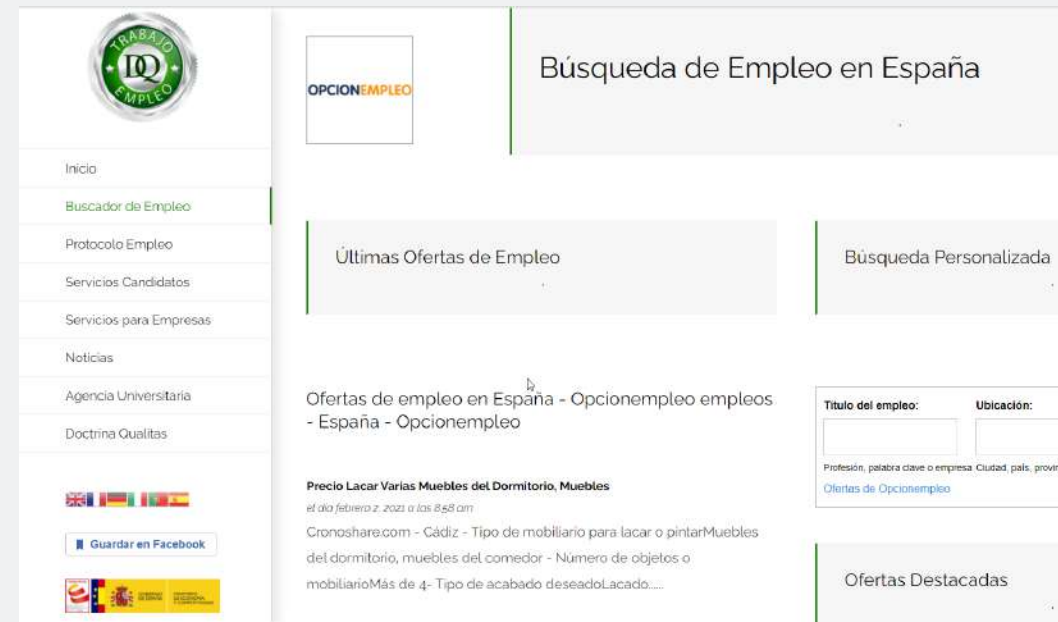 TRABAJO
DQ
EMPLEO
Inicio
Buscador de Empleo
Protocolo Empleo
Servicios Candidatos
Servicios para Empresas
Noticias
Agencia Universitaria
Doctrina Qualitas
Guardar en Facebook
OPCIONEMPLEO
Búsqueda de Empleo en España
Últimas Ofertas de Empleo
Ofertas de empleo en España - Opcionempleo empleos
- España - Opcionempleo
Precio Lacar Varias Muebles del Dormitorio, Muebles
el día febrero 2, 2021 a las 8:58 am
Cronoshare.com - Cádiz - Tipo de mobiliario para lacar o pintarMuebles
del dormitorio, muebles del comedor - Número de objetos o
mobiliarioMás de 4- Tipo de acabado deseadoLacado......
Búsqueda Personalizada
Título del empleo: Ubicación:
Profesión, palabra clave o empresa Ciudad, país, provin
Ofertas de Opcionempleo
Ofertas Destacadas